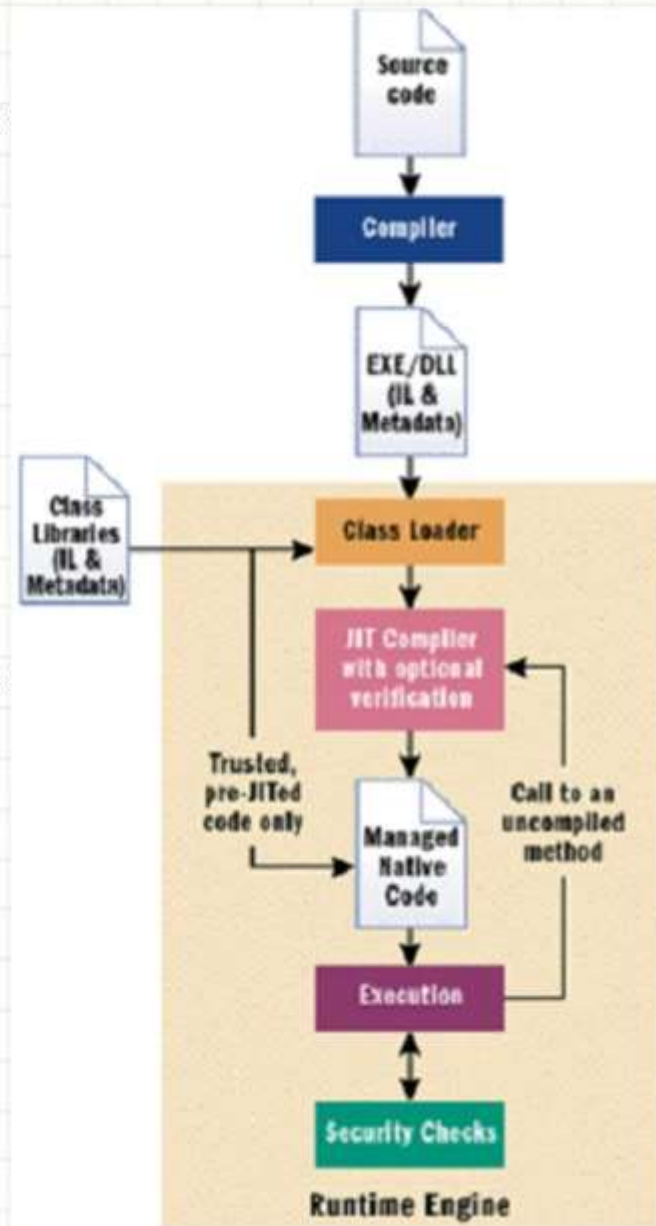 Source
code
Compiler
EXE/DLL
(IL &
Metadata)
Class
Libraries
(IL &
Metadata)
Class Loader
JIT Compiler
with optional
verification
Trusted,
pre-JITed
code only
Managed
Native
Code
Call to an
uncompiled
method
Execution
Security Checks
Runtime Engine